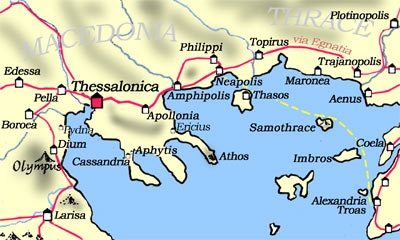 MACEDONIA
THRACE
Plotinopolis
Topirus
via Egnatia
Philippi
Trajanopolis
Edessa
Thessalonica
Neapolis
Maronea
Pella
Amphipolis
Thasos
Aenus
Boroca
Apollonia
Pydna
Ericius
Samothrace
Dium
Aphytis
Coela
Olympus
Cassandria
Athos
Imbros
Alexandria
Troas
Larisa